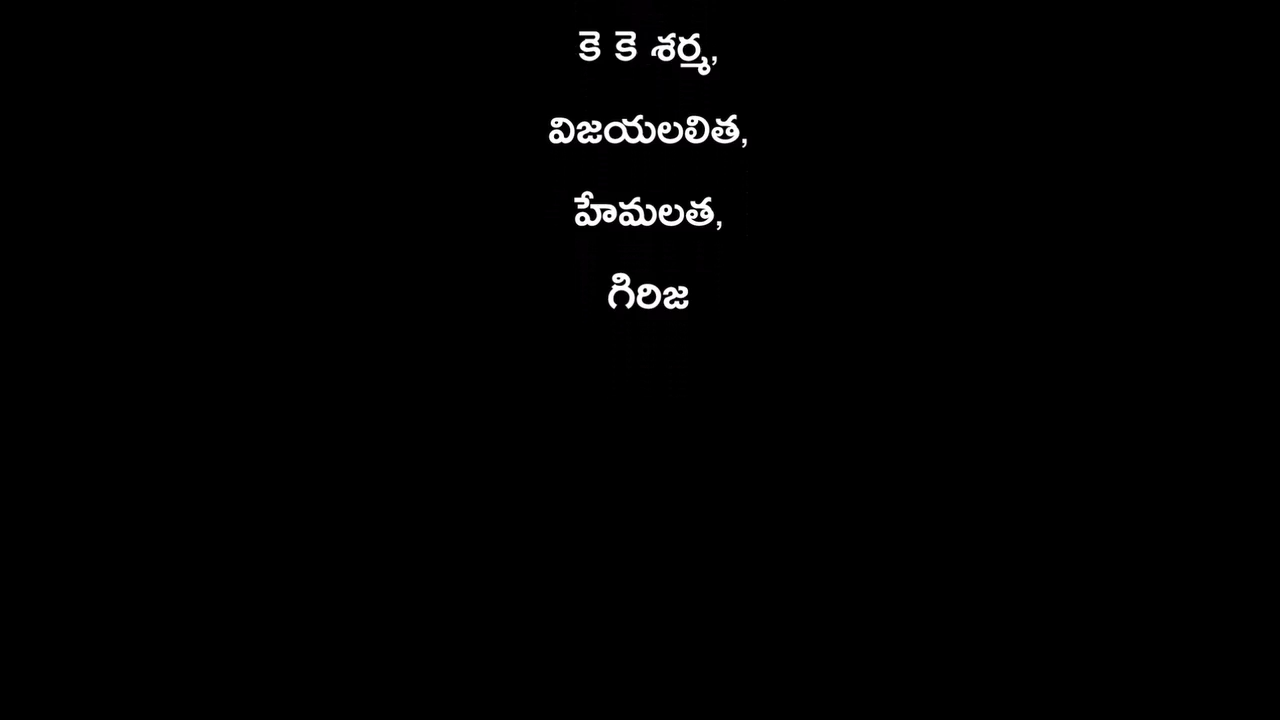 కె కె శర్మ,
విజయలలిత,
హేమలత,
గిరిజ